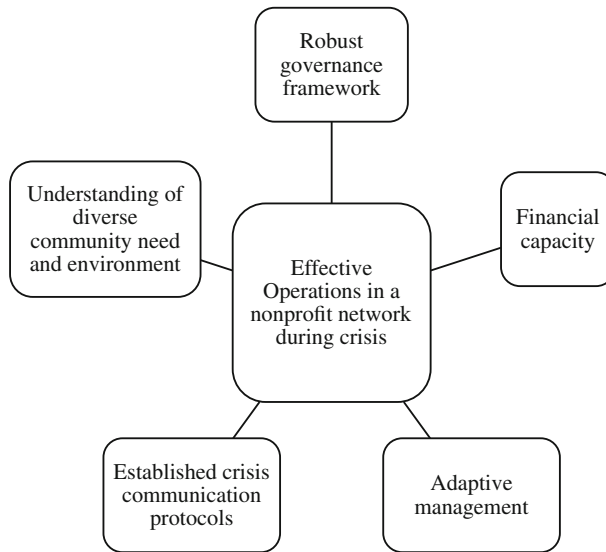 Robust
governance
framework
Understanding of
diverse
community need
and environment
Financial
capacity
Effective
Operations in a
nonprofit network
during crisis
Established crisis
communication
protocols
Adaptive
management